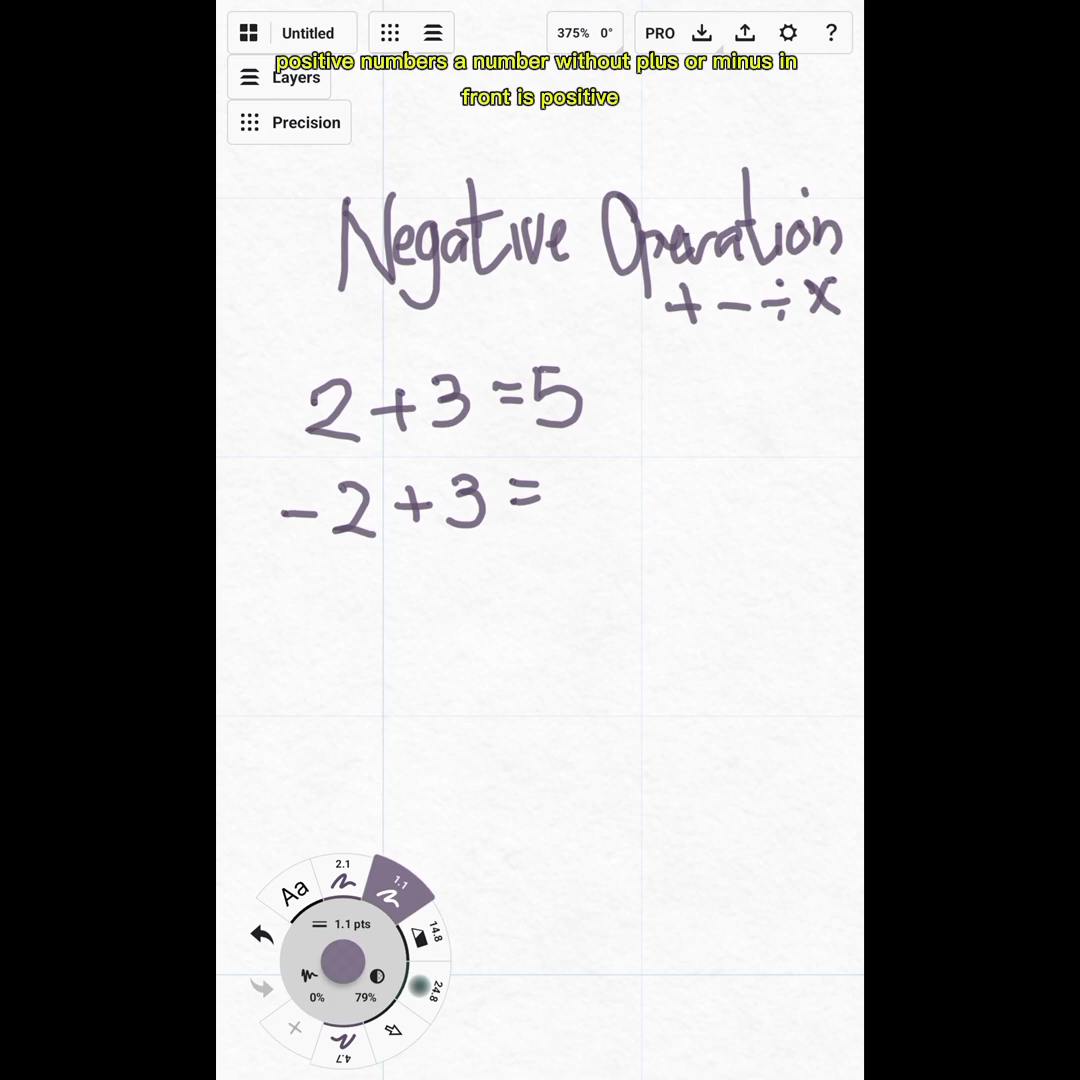 Untitled
375% 0°
PRO
?
positive numbers a number without plus or minus in
front is positive
Layers
Precision
Negative Operation
+ - ÷ x
2 + 3 = 5
- 2 + 3 =
2.1
1.1
Aa
14.8
1.1 pts
24.8
0%
79%
4.7